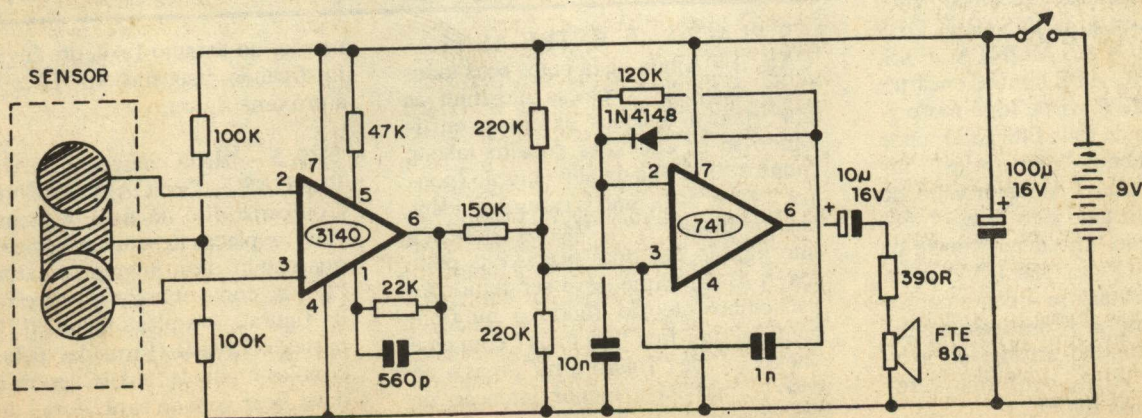 SENSOR
100K
100K
2
3
7
5
47K
3140
6
1
4
22K
560p
150K
220K
220K
120K
1N4148
10n
2
3
7
741
6
4
1n
10µ
16V
+
390R
FTE
8Ω
100µ
16V
+
9V